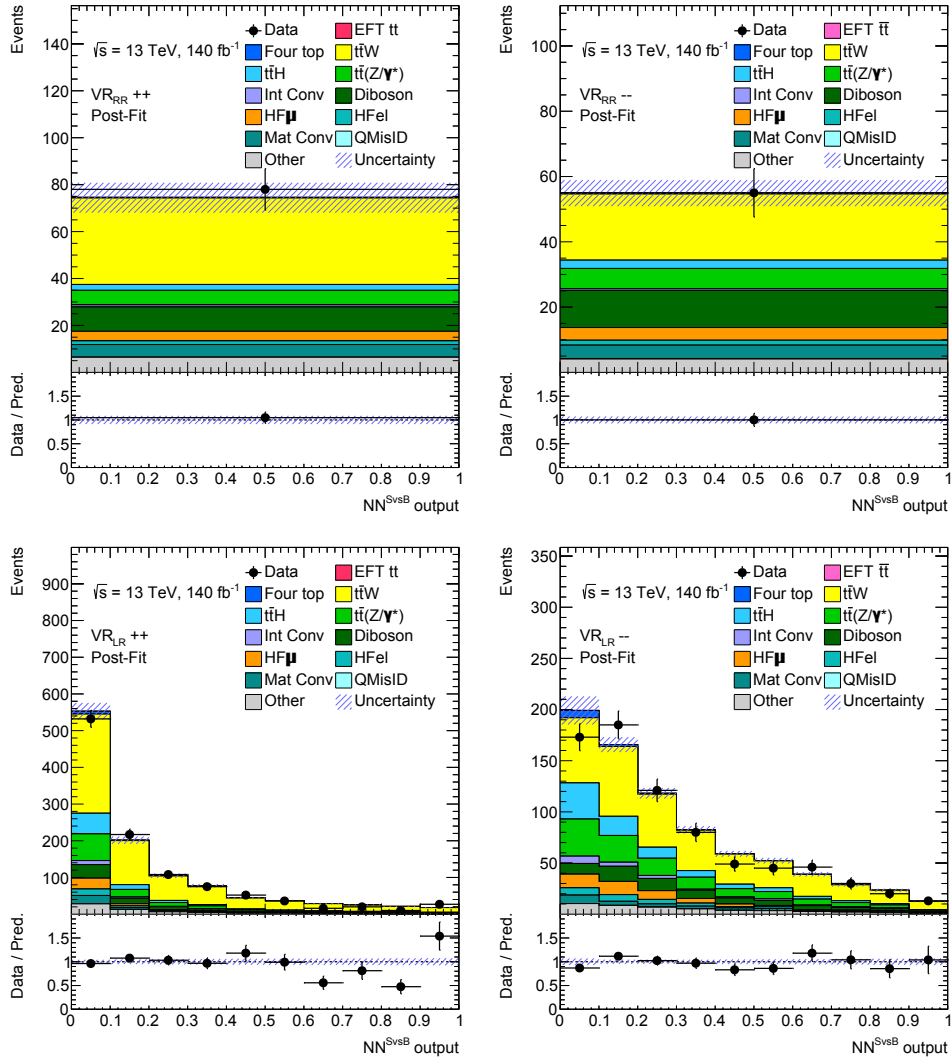 Events
√s = 13 TeV, 140 fb⁻¹
VR_RR ++
Post-Fit
Data EFT tt
Four top tt̄W
tt̄H tt̄(Z/γ*)
Int Conv Diboson
HFμ HFel
Mat Conv QMisID
Other Uncertainty
140
120
100
80
60
40
20
Data / Pred.
1.5
1
0.5
0
0 0.1 0.2 0.3 0.4 0.5 0.6 0.7 0.8 0.9 1
NN^SvsB output
Events
√s = 13 TeV, 140 fb⁻¹
VR_RR --
Post-Fit
Data EFT t̄t̄
Four top tt̄W
tt̄H tt̄(Z/γ*)
Int Conv Diboson
HFμ HFel
Mat Conv QMisID
Other Uncertainty
100
80
60
40
20
Data / Pred.
1.5
1
0.5
0
0 0.1 0.2 0.3 0.4 0.5 0.6 0.7 0.8 0.9 1
NN^SvsB output
Events
√s = 13 TeV, 140 fb⁻¹
VR_LR ++
Post-Fit
Data EFT tt
Four top tt̄W
tt̄H tt̄(Z/γ*)
Int Conv Diboson
HFμ HFel
Mat Conv QMisID
Other Uncertainty
900
800
700
600
500
400
300
200
100
Data / Pred.
1.5
1
0.5
0
0 0.1 0.2 0.3 0.4 0.5 0.6 0.7 0.8 0.9 1
NN^SvsB output
Events
√s = 13 TeV, 140 fb⁻¹
VR_LR --
Post-Fit
Data EFT t̄t̄
Four top tt̄W
tt̄H tt̄(Z/γ*)
Int Conv Diboson
HFμ HFel
Mat Conv QMisID
Other Uncertainty
350
300
250
200
150
100
50
Data / Pred.
1.5
1
0.5
0
0 0.1 0.2 0.3 0.4 0.5 0.6 0.7 0.8 0.9 1
NN^SvsB output